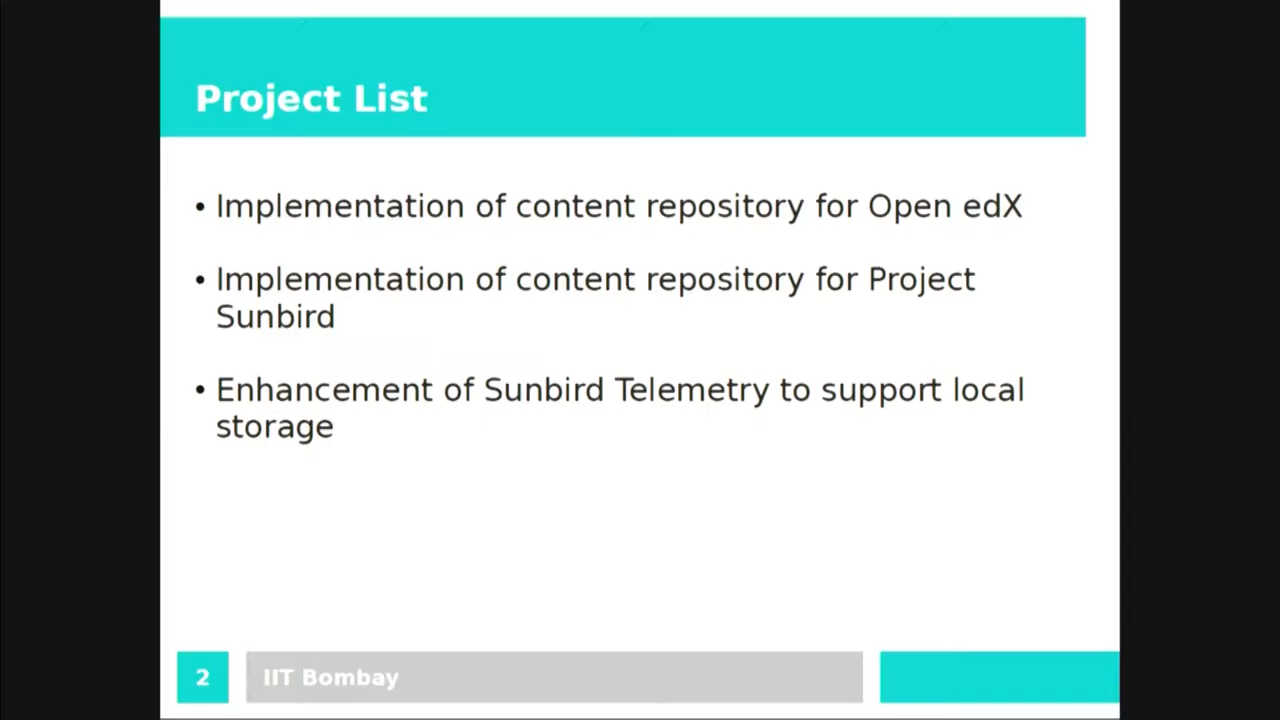 Project List
• Implementation of content repository for Open edX
• Implementation of content repository for Project
Sunbird
• Enhancement of Sunbird Telemetry to support local
storage
2
IIT Bombay